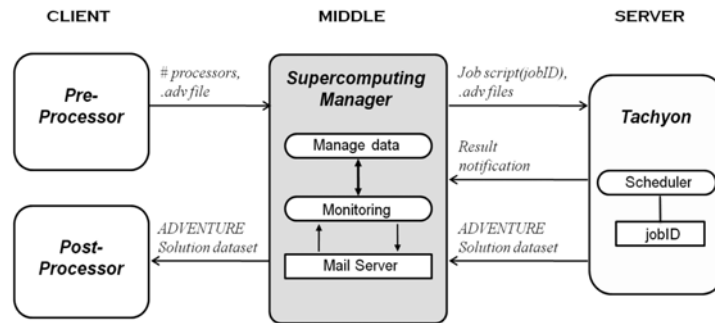 CLIENT
MIDDLE
SERVER
Pre-
Processor
# processors,
.adv file
Supercomputing
Manager
Manage data
Monitoring
Mail Server
Job script(jobID),
.adv files
Result
notification
Tachyon
Scheduler
jobID
Post-
Processor
ADVENTURE
Solution dataset
ADVENTURE
Solution dataset